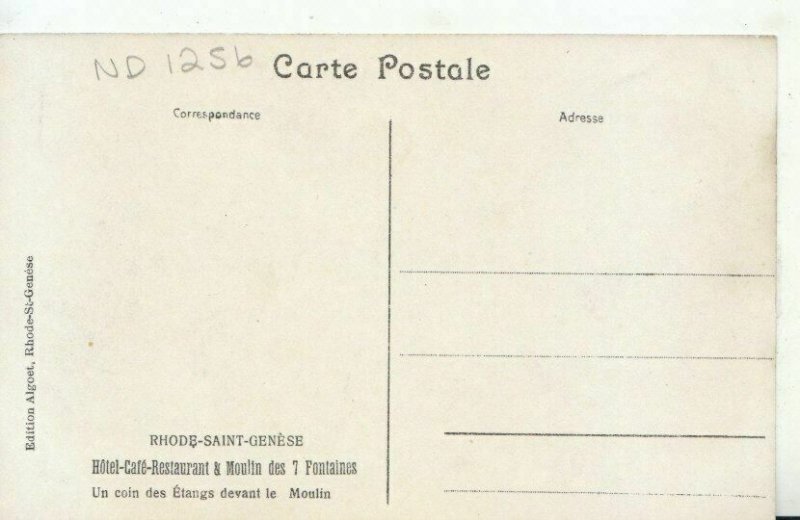 ND 1256
Carte Postale
Correspondance
Adresse
Edition Algoet, Rhode-St-Genèse
RHODE-SAINT-GENÈSE
Hôtel-Café-Restaurant & Moulin des 7 Fontaines
Un coin des Étangs devant le Moulin